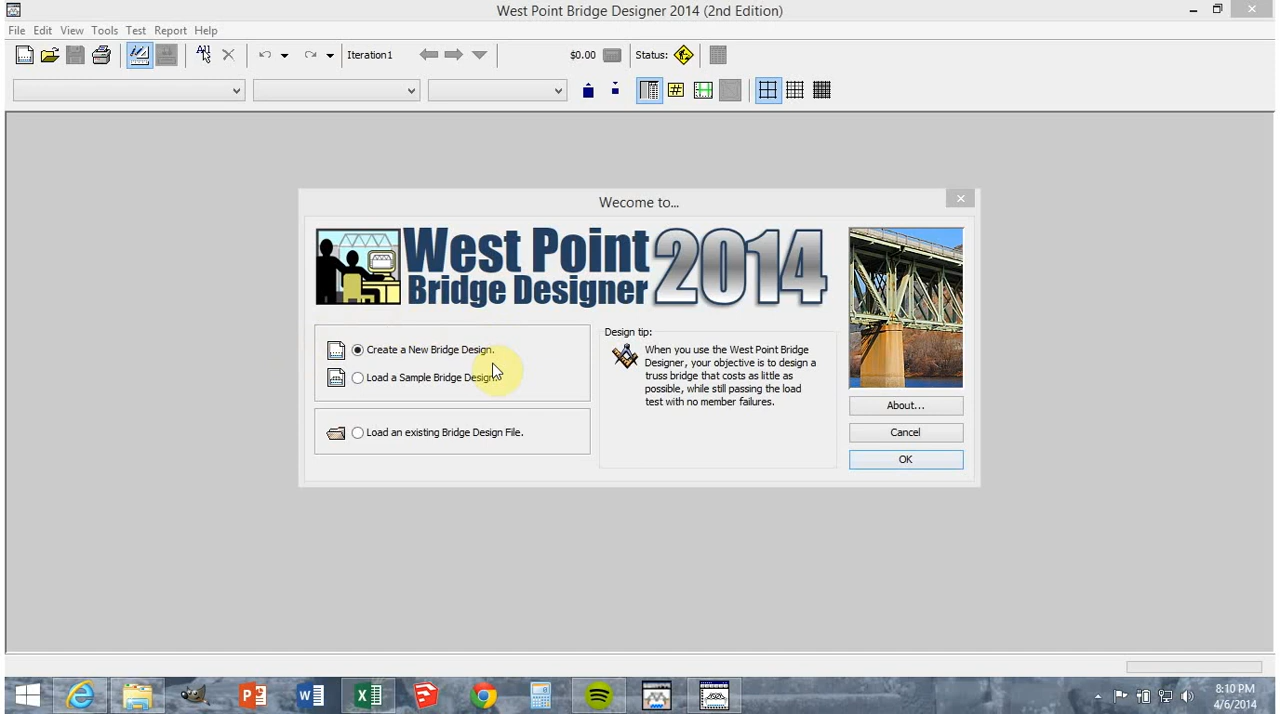 West Point Bridge Designer 2014 (2nd Edition)
File Edit View Tools Test Report Help
Iteration1 $0.00 Status:
Wecome to...
West Point
Bridge Designer
2014
Create a New Bridge Design.
Load a Sample Bridge Design.
Load an existing Bridge Design File.
Design tip:
When you use the West Point Bridge
Designer, your objective is to design a
truss bridge that costs as little as
possible, while still passing the load
test with no member failures.
About...
Cancel
OK
8:10 PM
4/6/2014